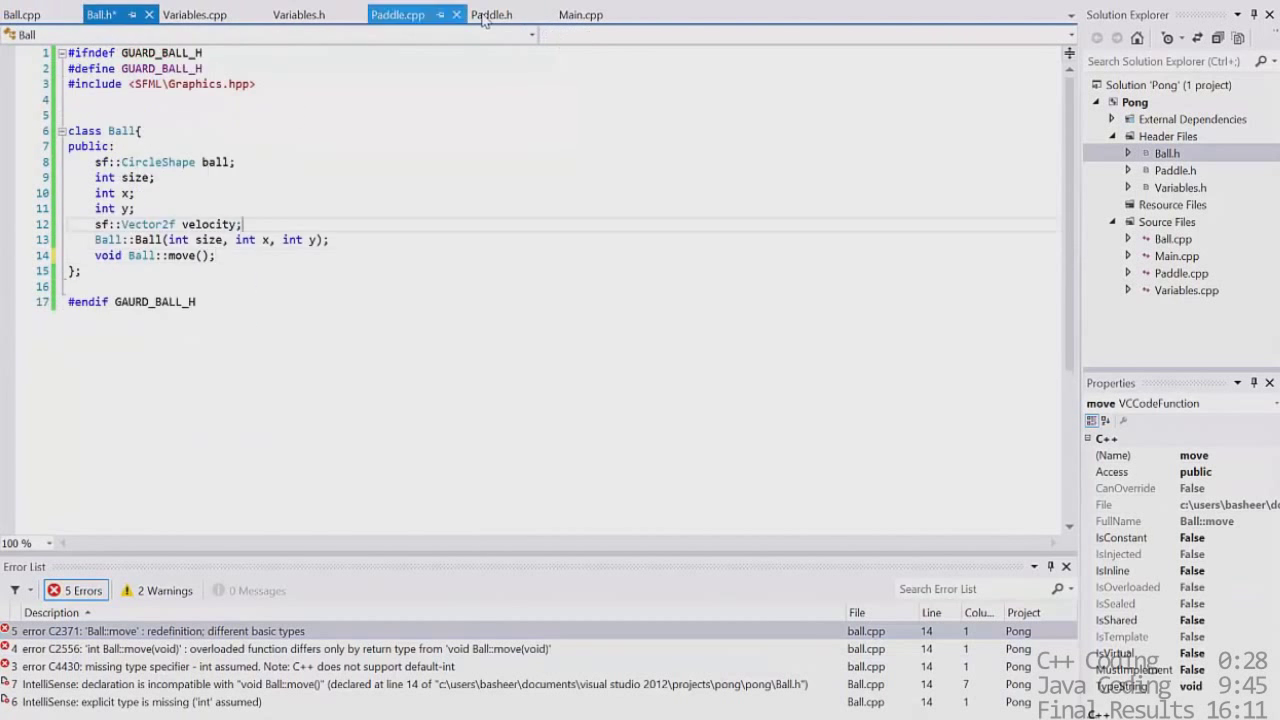 Ball.cpp Ball.h* Variables.cpp Variables.h Paddle.cpp Paddle.h Main.cpp
Ball
1 #ifndef GUARD_BALL_H
2 #define GUARD_BALL_H
3 #include <SFML\Graphics.hpp>
4
5
6 class Ball{
7 public:
8 sf::CircleShape ball;
9 int size;
10 int x;
11 int y;
12 sf::Vector2f velocity;
13 Ball::Ball(int size, int x, int y);
14 void Ball::move();
15 };
16
17 #endif GAURD_BALL_H
100 %
Solution Explorer
Search Solution Explorer (Ctrl+;)
Solution 'Pong' (1 project)
Pong
External Dependencies
Header Files
Ball.h
Paddle.h
Variables.h
Resource Files
Source Files
Ball.cpp
Main.cpp
Paddle.cpp
Variables.cpp
Properties
move VCCodeFunction
C++
(Name) move
Access public
CanOverride False
File c:\users\basheer\do
FullName Ball::move
IsConstant False
IsInjected False
IsInline False
IsOverloaded False
IsSealed False
IsShared False
IsTemplate False
IsVirtual False
MustImplement False
TypeString void
C++
Error List
5 Errors 2 Warnings 0 Messages Search Error List
Description File Line Colu... Project
5 error C2371: 'Ball::move' : redefinition; different basic types ball.cpp 14 1 Pong
4 error C2556: 'int Ball::move(void)' : overloaded function differs only by return type from 'void Ball::move(void)' ball.cpp 14 1 Pong
3 error C4430: missing type specifier - int assumed. Note: C++ does not support default-int ball.cpp 14 1 Pong
7 IntelliSense: declaration is incompatible with "void Ball::move()" (declared at line 14 of "c:\users\basheer\documents\visual studio 2012\projects\pong\pong\Ball.h") Ball.cpp 14 7 Pong
6 IntelliSense: explicit type is missing ('int' assumed) Ball.cpp 14 1 Pong
C++ Coding 0:28
Java Coding 9:45
Final Results 16:11